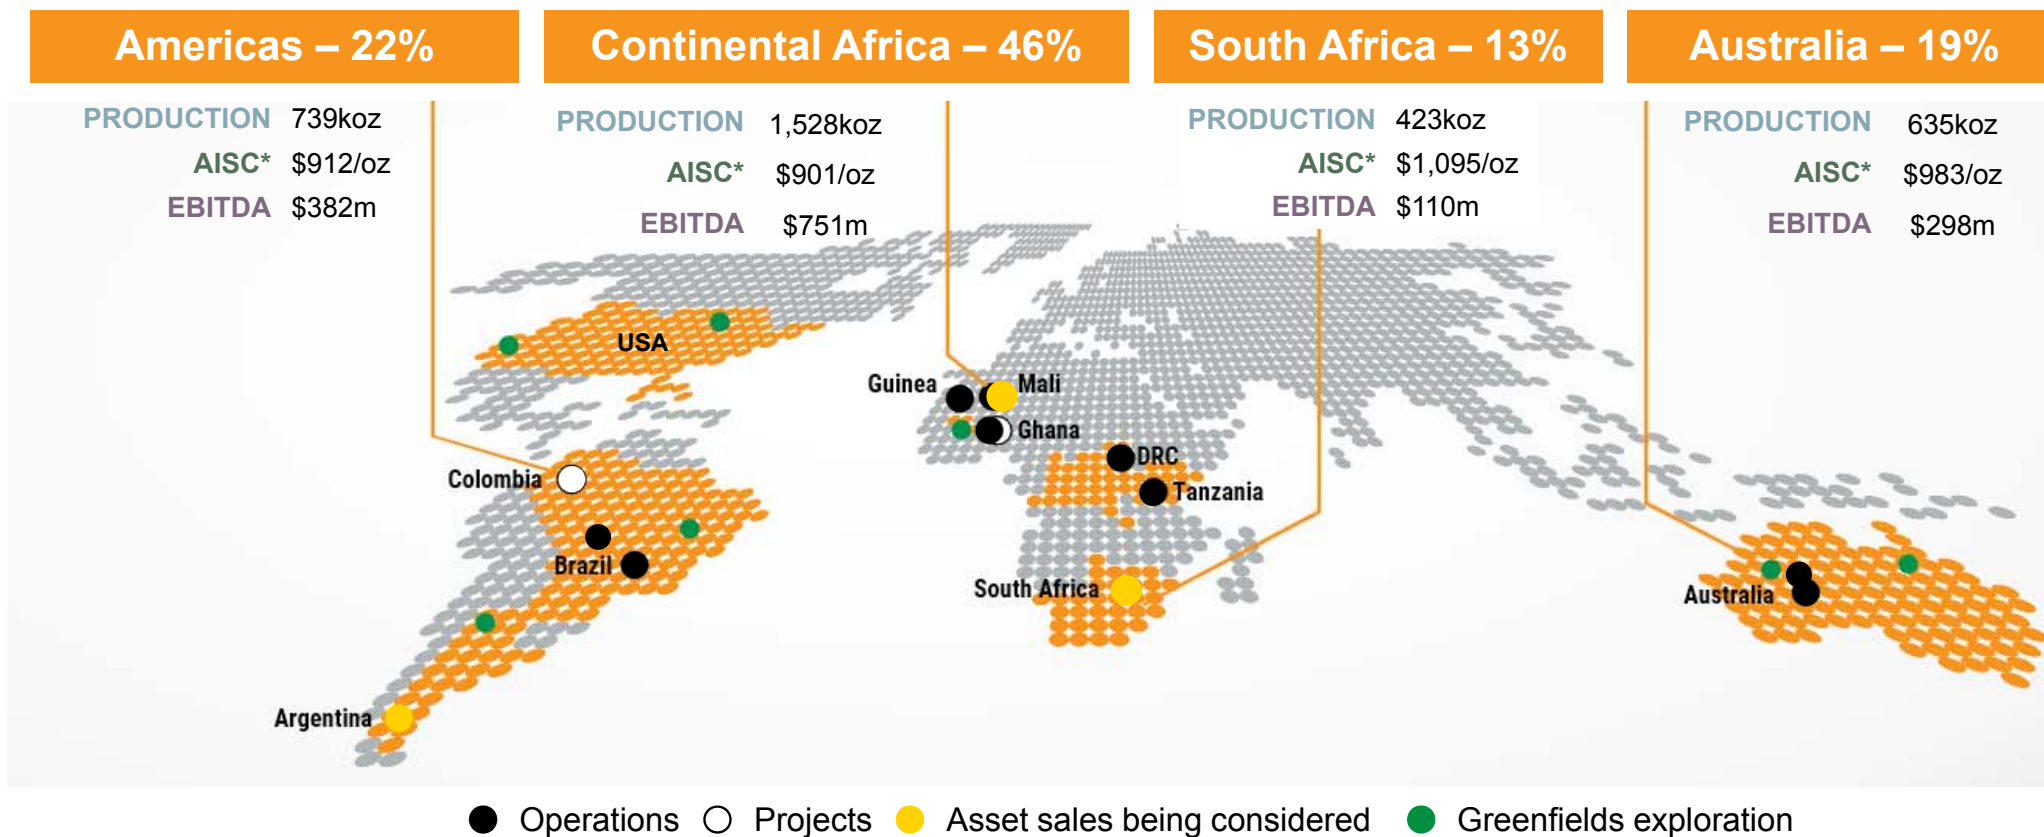 Americas – 22%
Continental Africa – 46%
South Africa – 13%
Australia – 19%
PRODUCTION 739koz
AISC* $912/oz
EBITDA $382m
PRODUCTION 1,528koz
AISC* $901/oz
EBITDA $751m
PRODUCTION 423koz
AISC* $1,095/oz
EBITDA $110m
PRODUCTION 635koz
AISC* $983/oz
EBITDA $298m
USA
Guinea
Mali
Ghana
DRC
Colombia
Tanzania
Brazil
South Africa
Australia
Argentina
Operations Projects Asset sales being considered Greenfields exploration